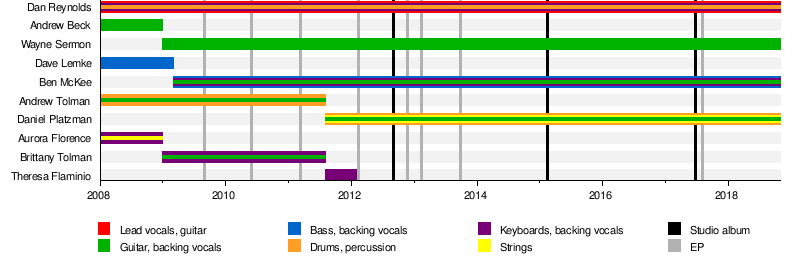 Dan Reynolds
Andrew Beck
Wayne Sermon
Dave Lemke
Ben McKee
Andrew Tolman
Daniel Platzman
Aurora Florence
Brittany Tolman
Theresa Flaminio
2008 2010 2012 2014 2016 2018
Lead vocals, guitar Bass, backing vocals Keyboards, backing vocals Studio album
Guitar, backing vocals Drums, percussion Strings EP